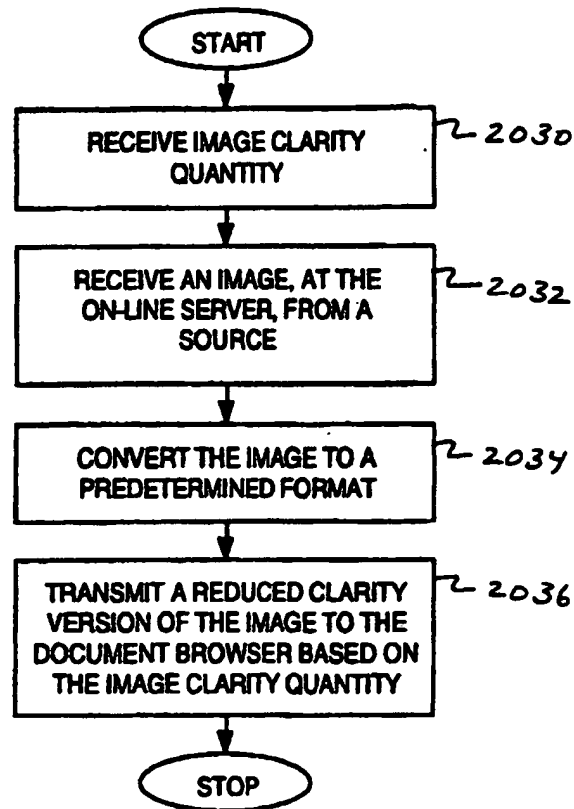 START
RECEIVE IMAGE CLARITY
QUANTITY
2030
RECEIVE AN IMAGE, AT THE
ON-LINE SERVER, FROM A
SOURCE
2032
CONVERT THE IMAGE TO A
PREDETERMINED FORMAT
2034
TRANSMIT A REDUCED CLARITY
VERSION OF THE IMAGE TO THE
DOCUMENT BROWSER BASED ON
THE IMAGE CLARITY QUANTITY
2036
STOP